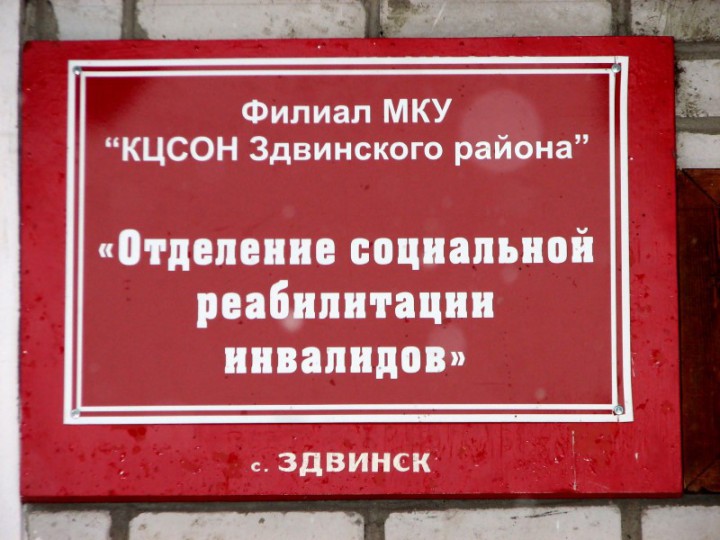 Филиал МКУ
“КЦСОН Здвинского района”
«Отделение социальной
реабилитации
инвалидов»
с. ЗДВИНСК